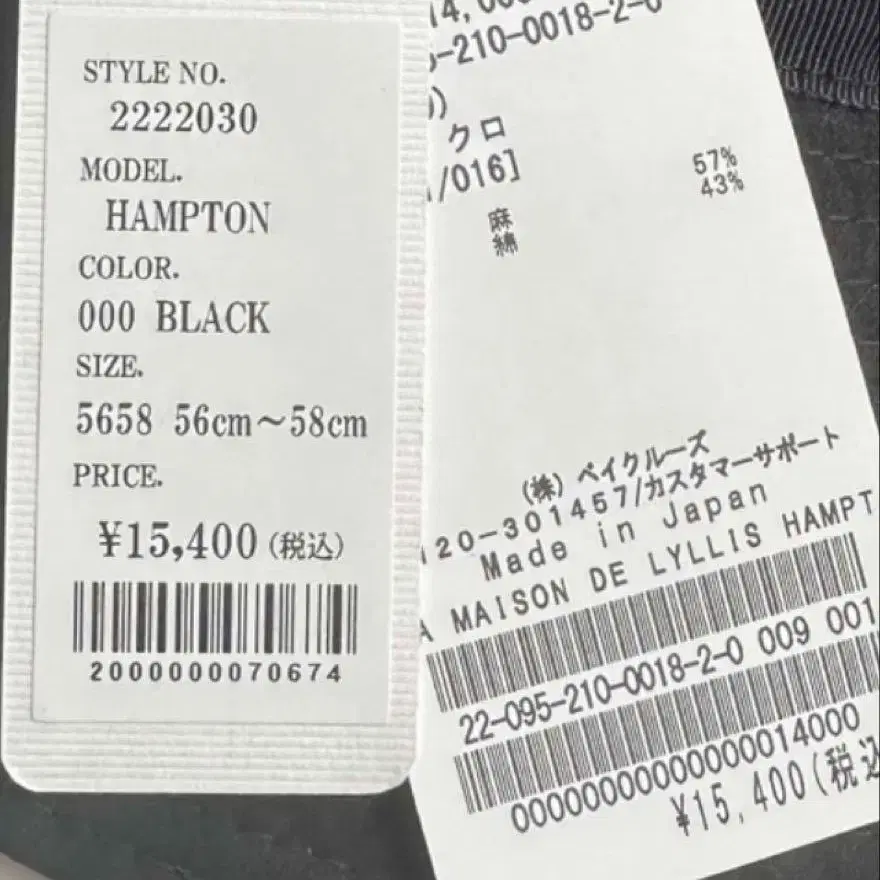 STYLE NO.
2222030
MODEL.
HAMPTON
COLOR.
000 BLACK
SIZE.
5658 56cm～58cm
PRICE.
¥15,400 (税込)
2000000070674
-210-0018-2-0
クロ
/016]
麻 57%
綿 43%
(株) ベイクルーズ
120-301457/カスタマーサポート
Made in Japan
A MAISON DE LYLLIS HAMPT
22-095-210-0018-2-0 009 001
000000000000000014000
¥15,400(税込